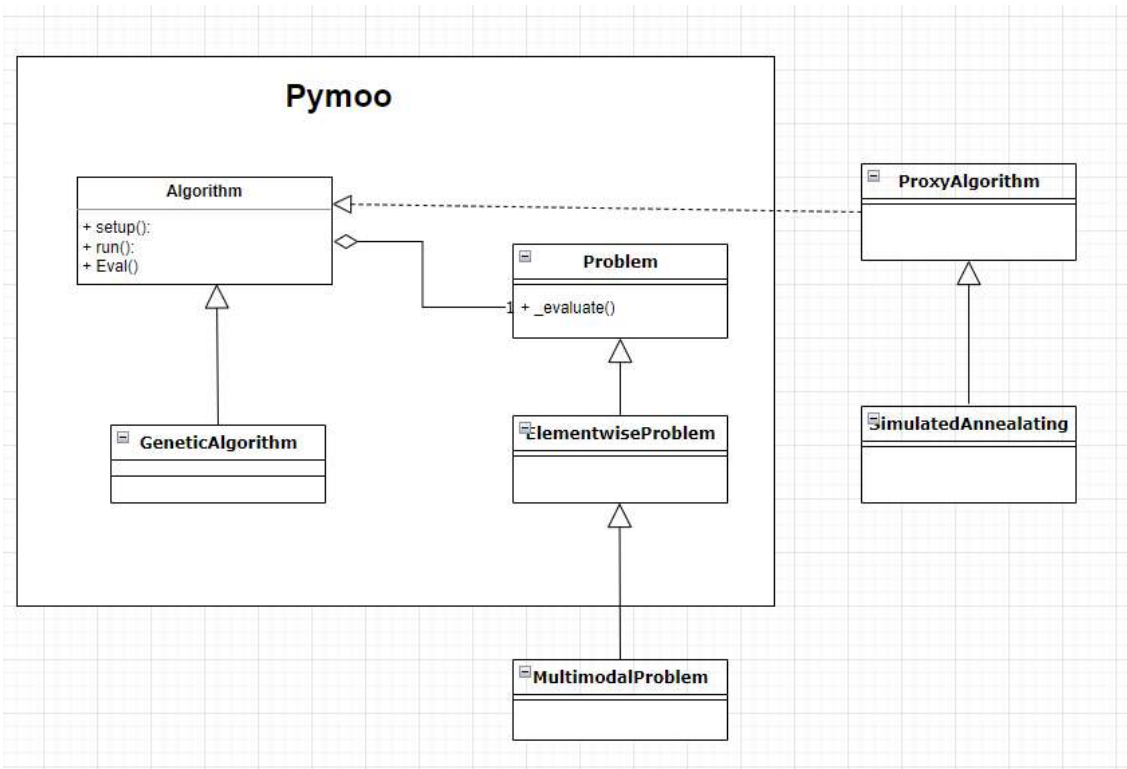 Pymoo
Algorithm
+ setup():
+ run():
+ Eval()
ProxyAlgorithm
Problem
1
+ _evaluate()
GeneticAlgorithm
ElementwiseProblem
SimulatedAnnealating
MultimodalProblem